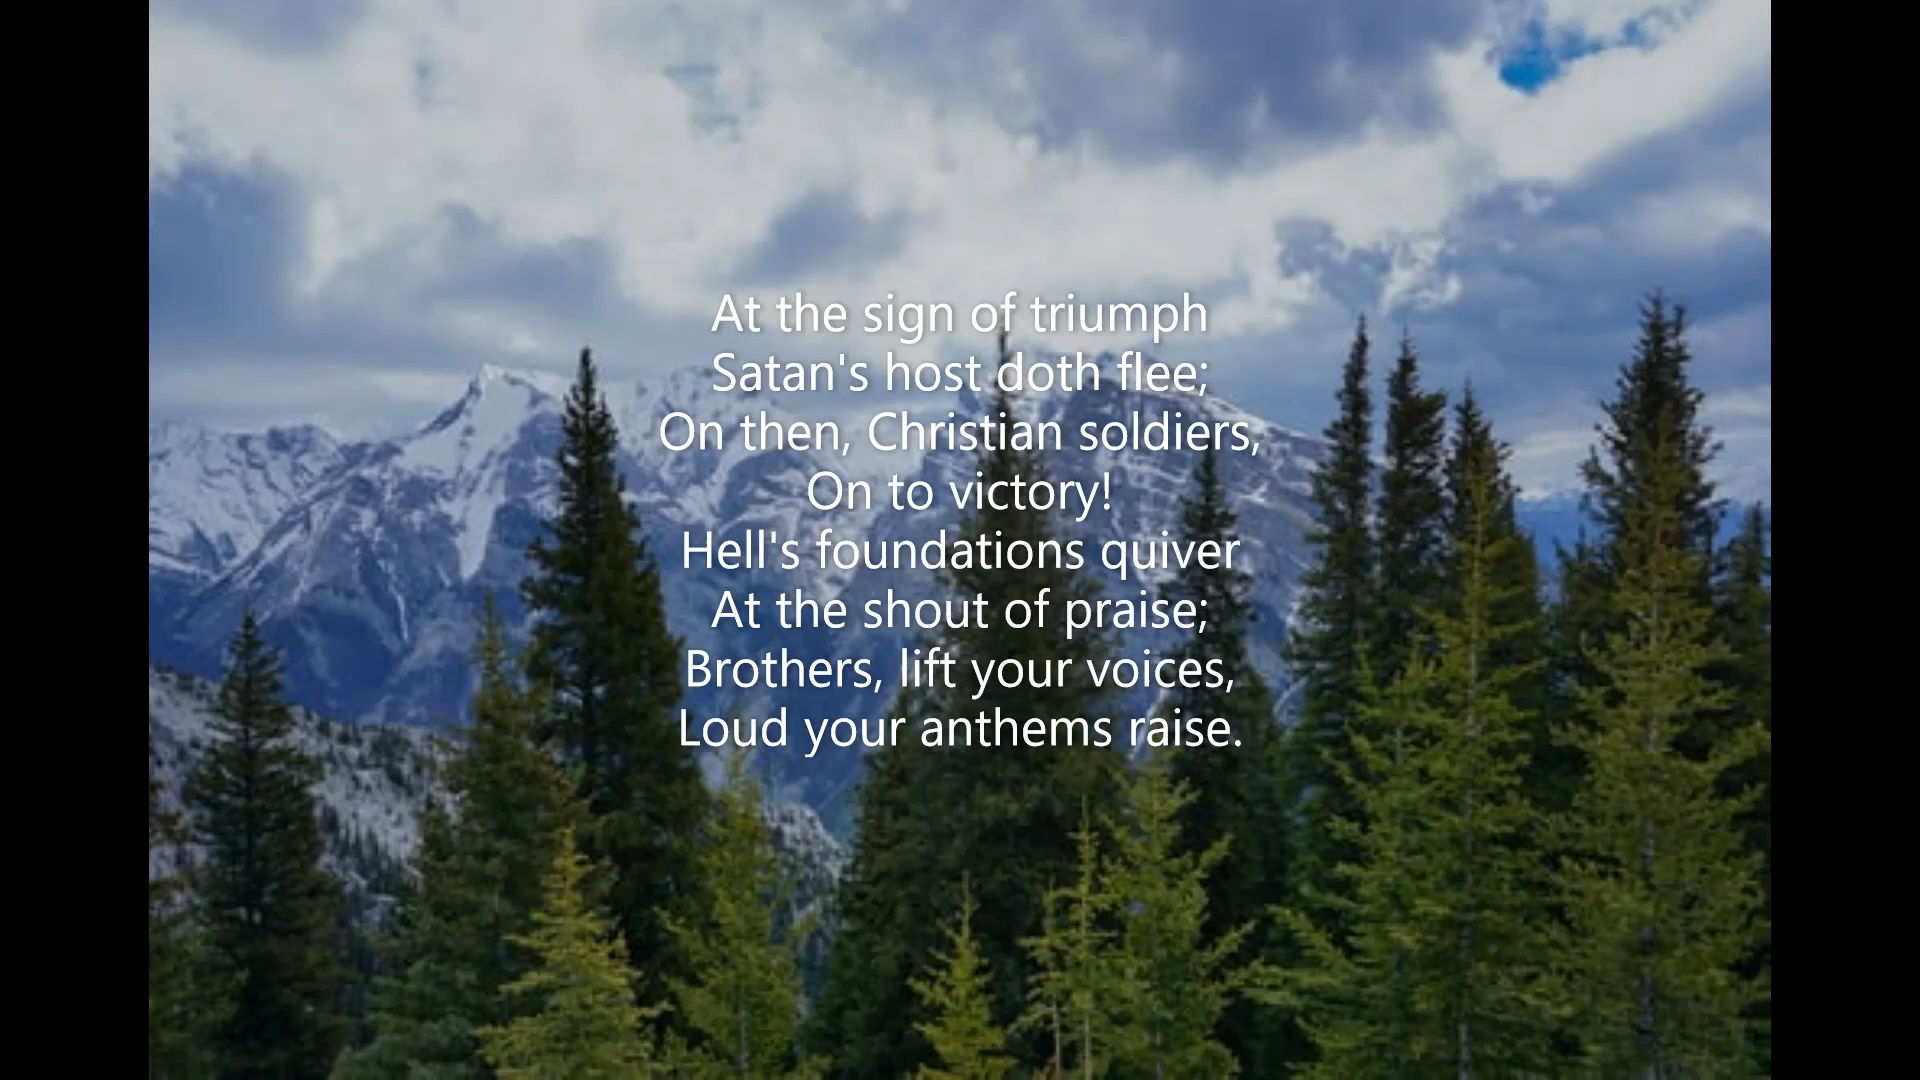 At the sign of triumph
Satan's host doth flee;
On then, Christian soldiers,
On to victory!
Hell's foundations quiver
At the shout of praise;
Brothers, lift your voices,
Loud your anthems raise.